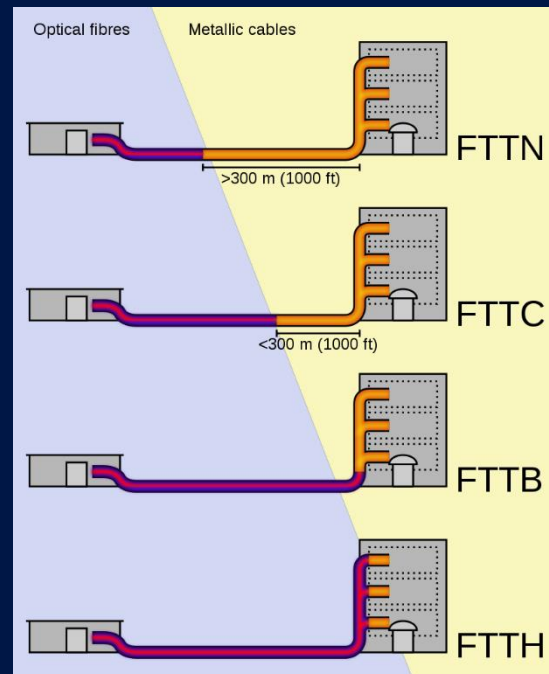 Optical fibres
Metallic cables
FTTN
>300 m (1000 ft)
FTTC
<300 m (1000 ft)
FTTB
FTTH